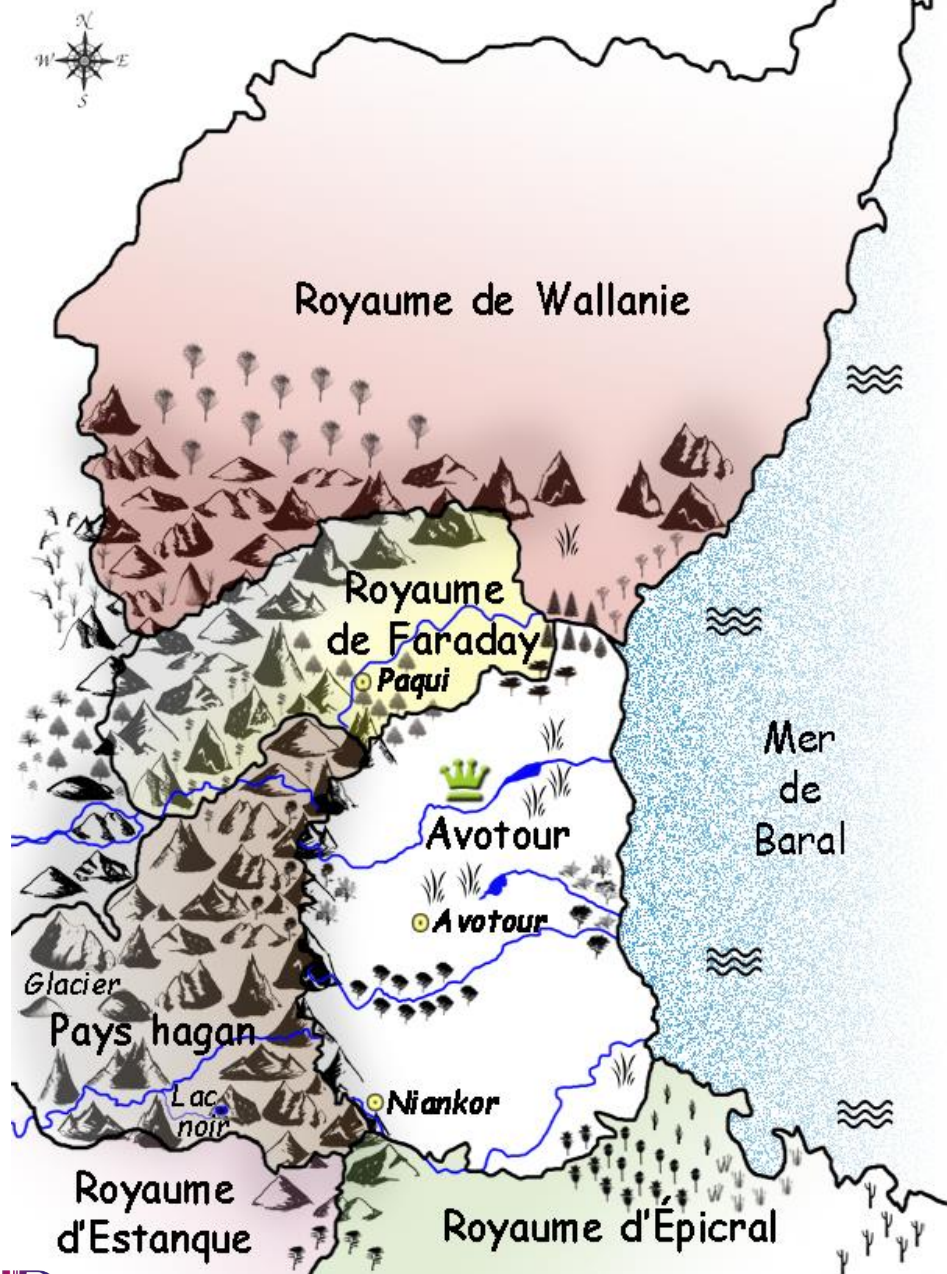 N
W E
S
Royaume de Wallanie
Royaume
de Faraday
Paqui
Mer
de
Baral
Avotour
Avotour
Glacier
Pays hagan
Lac
noir
Niankor
Royaume
d'Estanque
Royaume d'Épicral